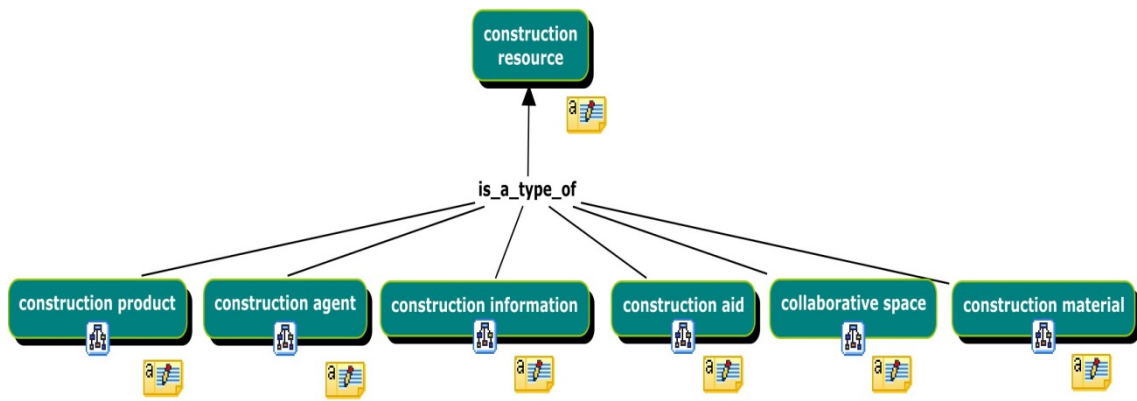 construction
resource
a
is_a_type_of
construction product
construction agent
construction information
construction aid
collaborative space
construction material
a
a
a
a
a
a